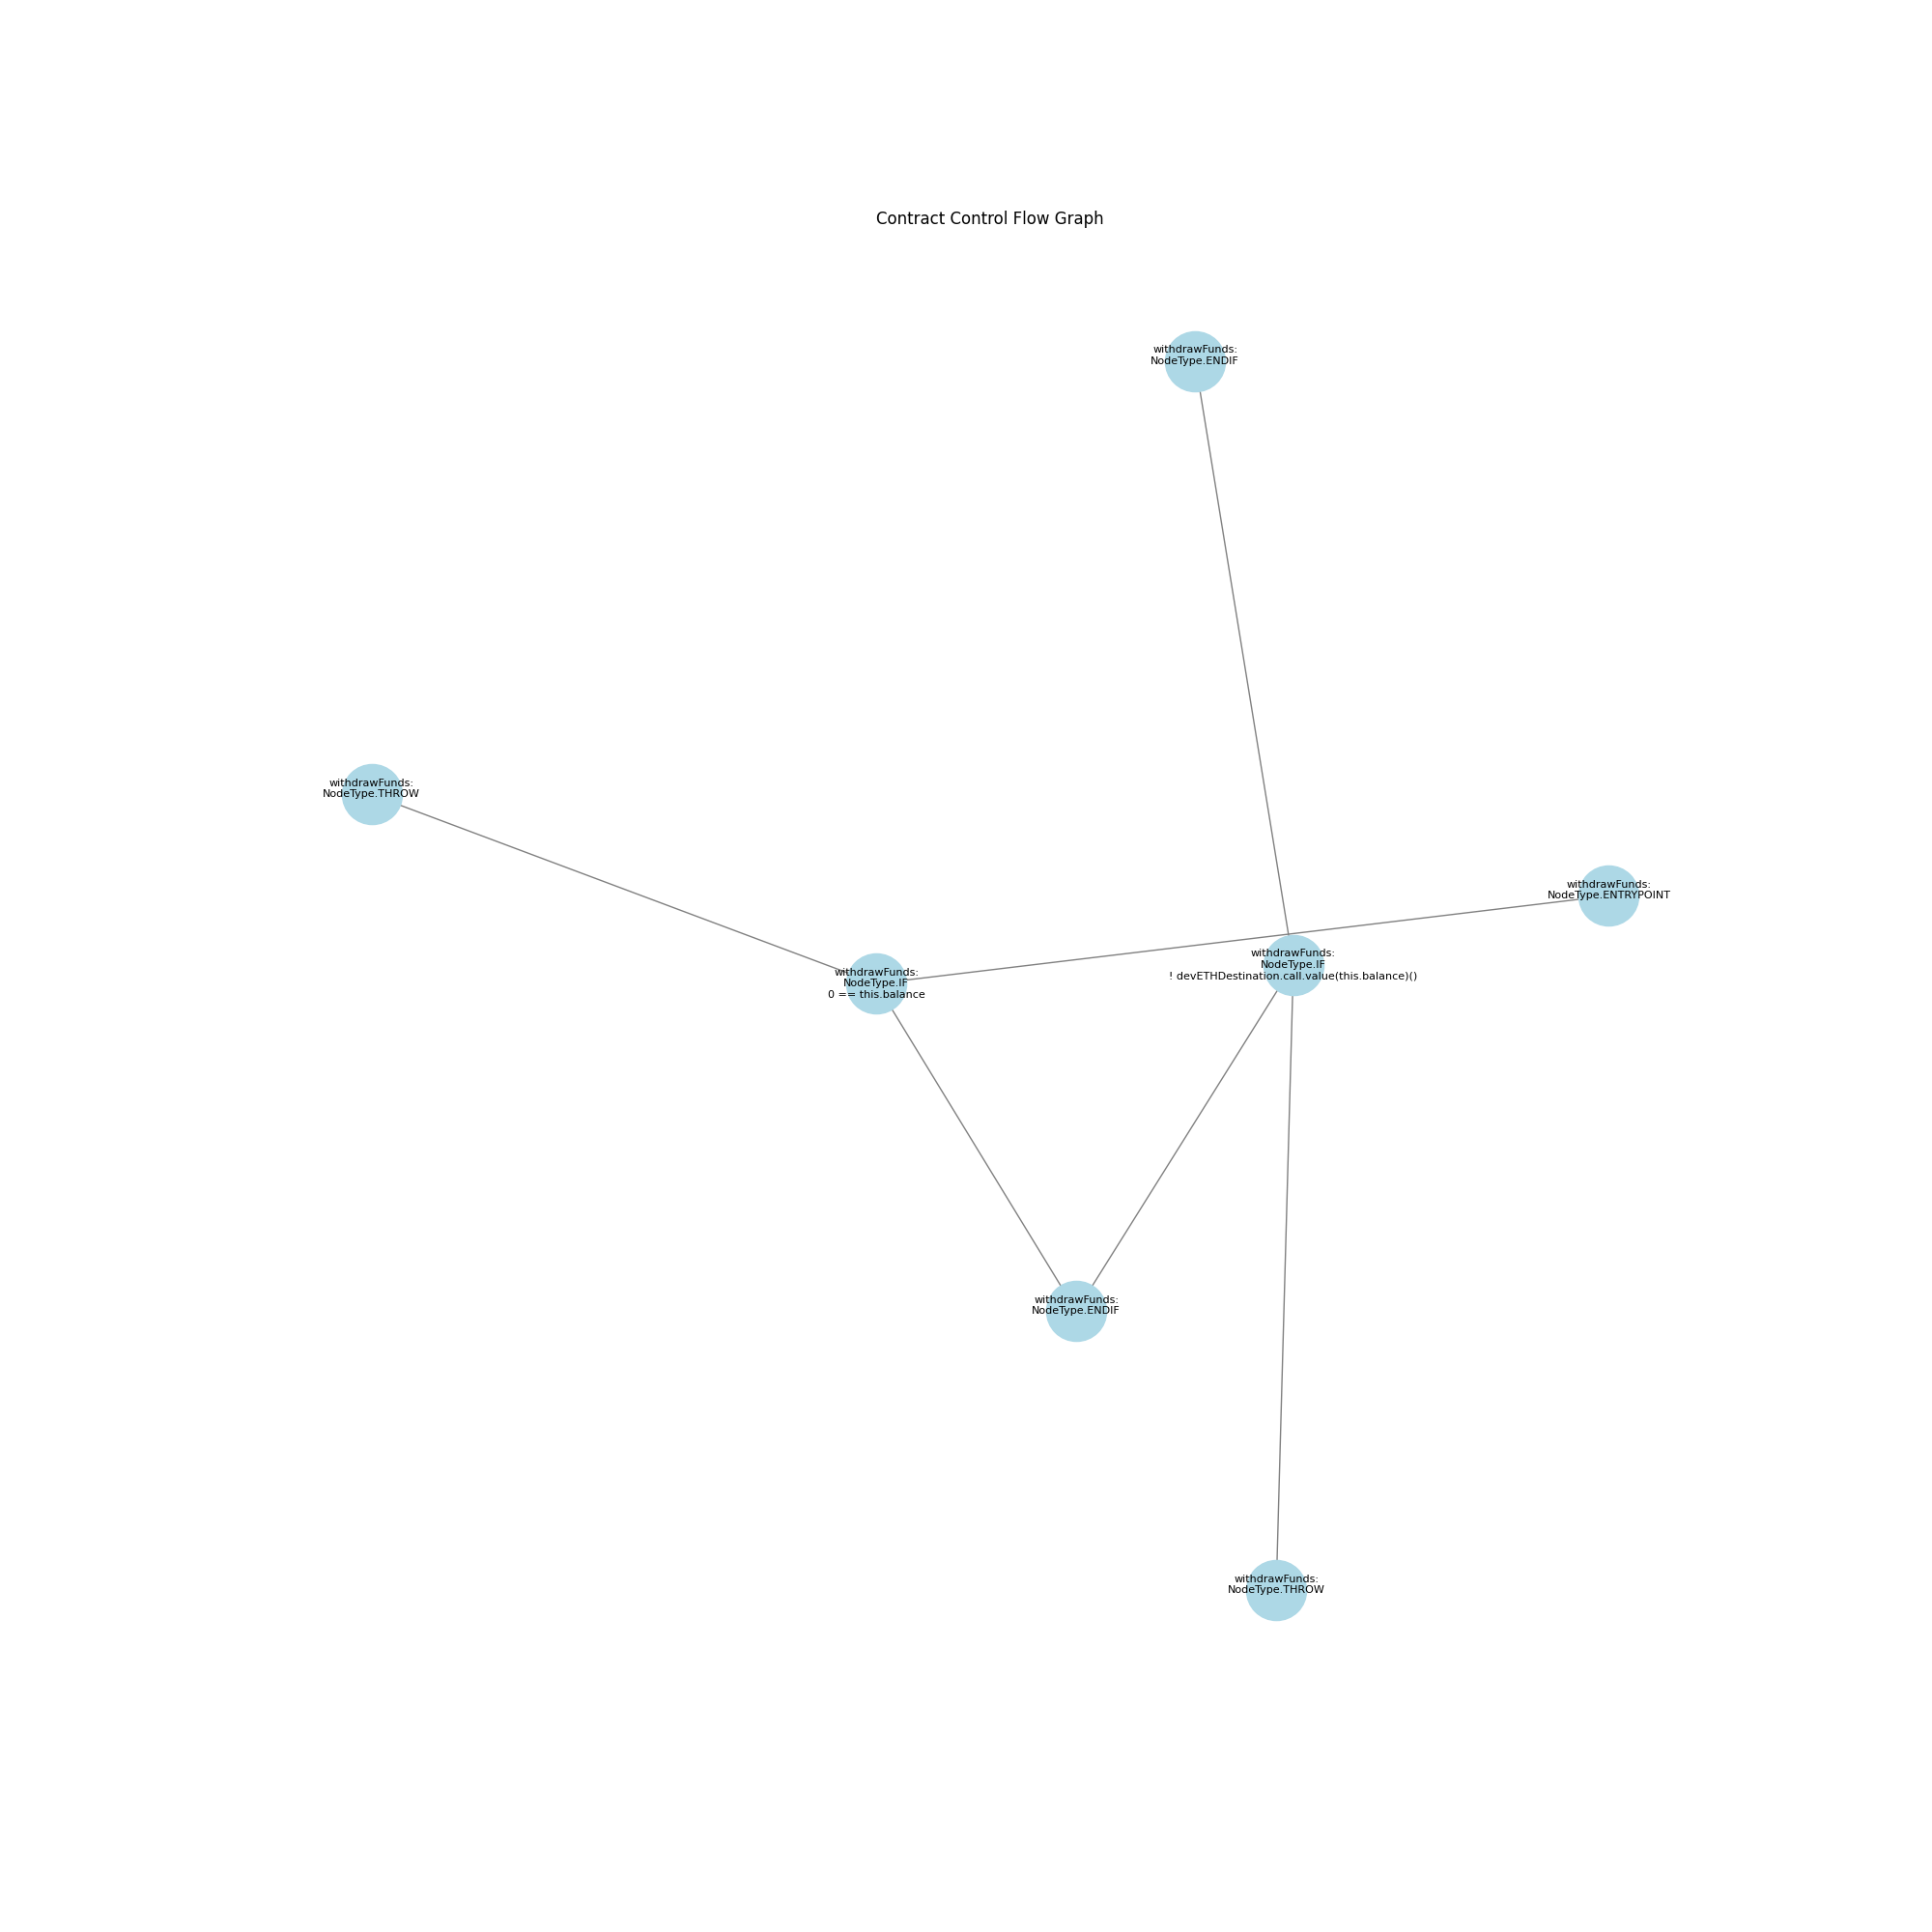 Contract Control Flow Graph
withdrawFunds:
NodeType.ENDIF
withdrawFunds:
NodeType.THROW
withdrawFunds:
NodeType.ENTRYPOINT
withdrawFunds:
NodeType.IF
! devETHDestination.call.value(this.balance)()
withdrawFunds:
NodeType.IF
0 == this.balance
withdrawFunds:
NodeType.ENDIF
withdrawFunds:
NodeType.THROW